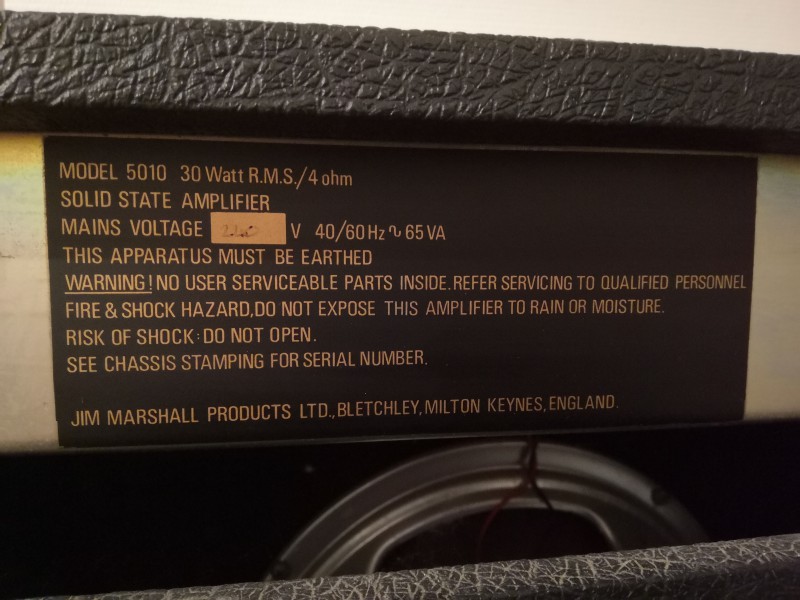 MODEL 5010 30 Watt R.M.S./4 ohm
SOLID STATE AMPLIFIER
MAINS VOLTAGE 240 V 40/60Hz ~ 65 VA
THIS APPARATUS MUST BE EARTHED
WARNING! NO USER SERVICEABLE PARTS INSIDE. REFER SERVICING TO QUALIFIED PERSONNEL
FIRE & SHOCK HAZARD, DO NOT EXPOSE THIS AMPLIFIER TO RAIN OR MOISTURE.
RISK OF SHOCK: DO NOT OPEN.
SEE CHASSIS STAMPING FOR SERIAL NUMBER.
JIM MARSHALL PRODUCTS LTD., BLETCHLEY, MILTON KEYNES, ENGLAND.